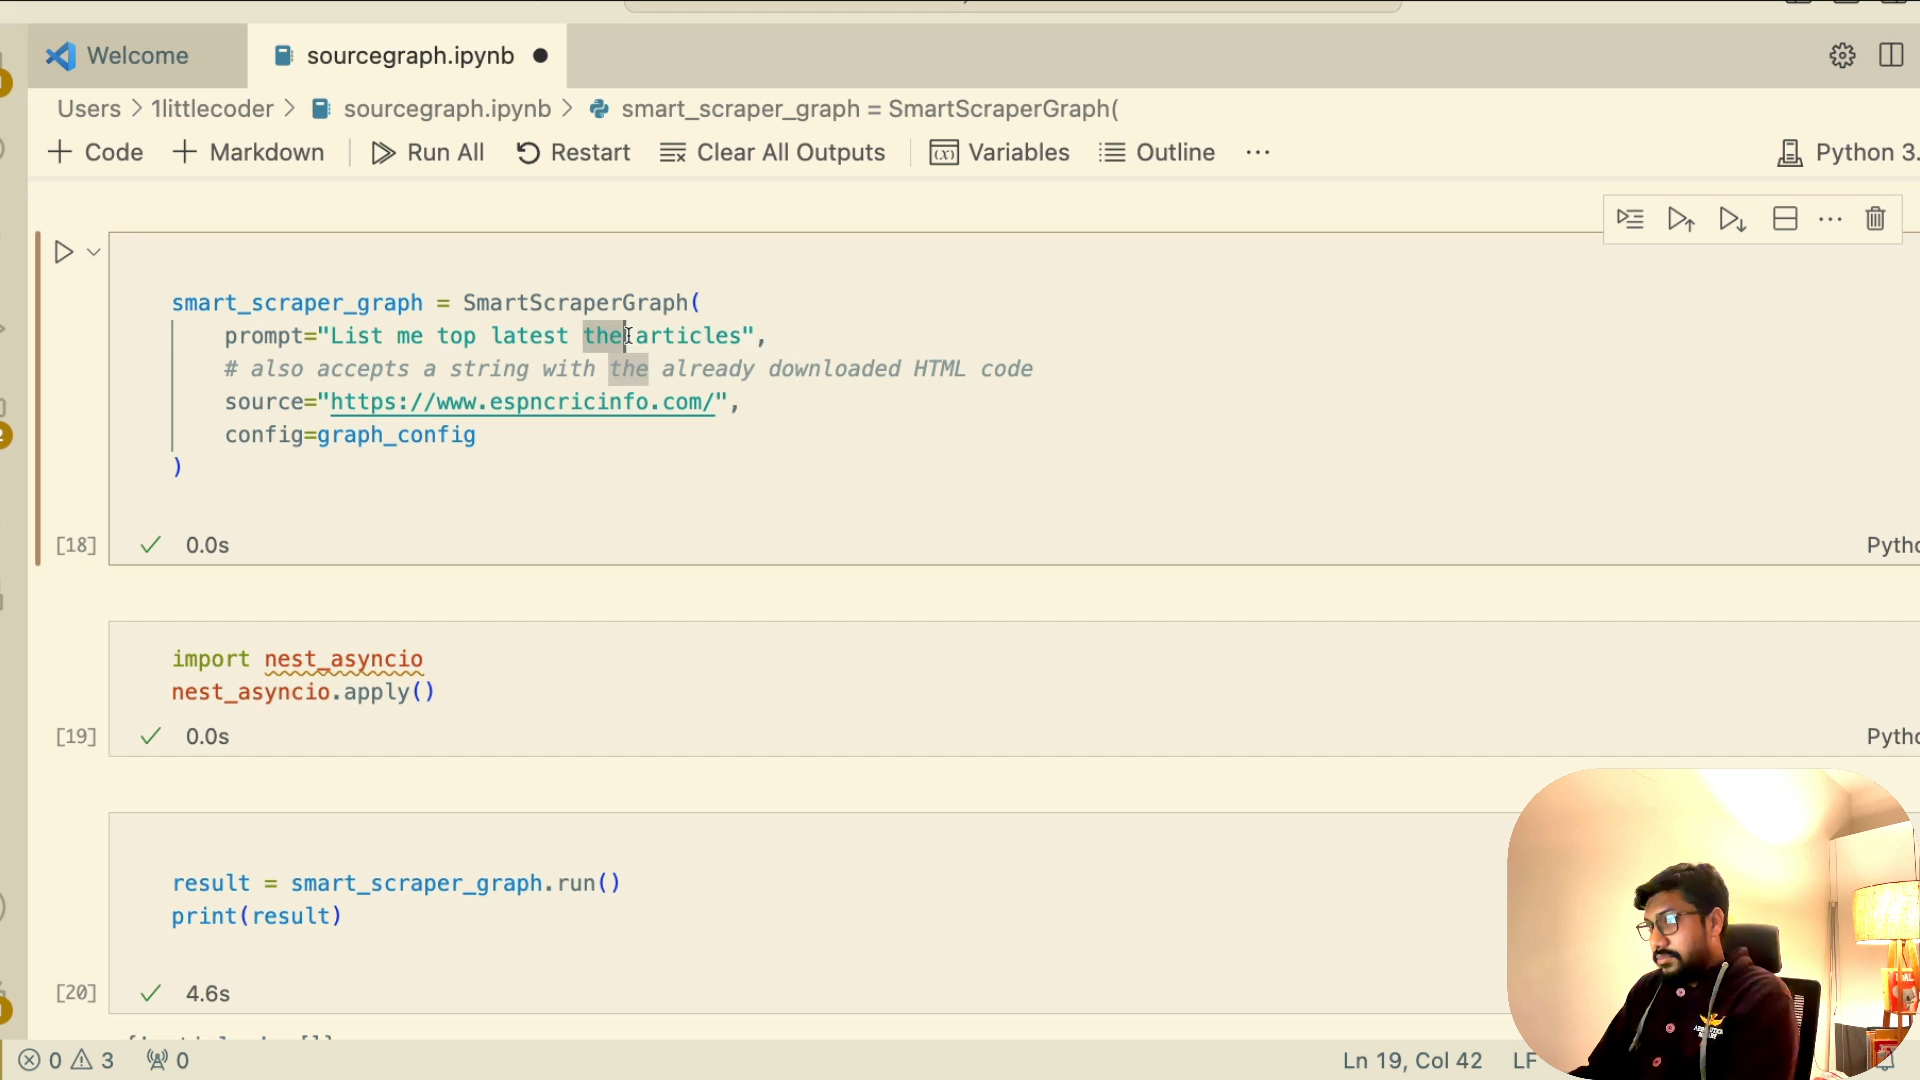 Welcome
sourcegraph.ipynb
Users > 1littlecoder > sourcegraph.ipynb > smart_scraper_graph = SmartScraperGraph(
+ Code + Markdown Run All Restart Clear All Outputs Variables Outline ... Python 3.
smart_scraper_graph = SmartScraperGraph(
prompt="List me top latest the articles",
# also accepts a string with the already downloaded HTML code
source="https://www.espncricinfo.com/",
config=graph_config
)
[18] 0.0s
import nest_asyncio
nest_asyncio.apply()
[19] 0.0s
result = smart_scraper_graph.run()
print(result)
[20] 4.6s
0 3 0 Ln 19, Col 42 LF